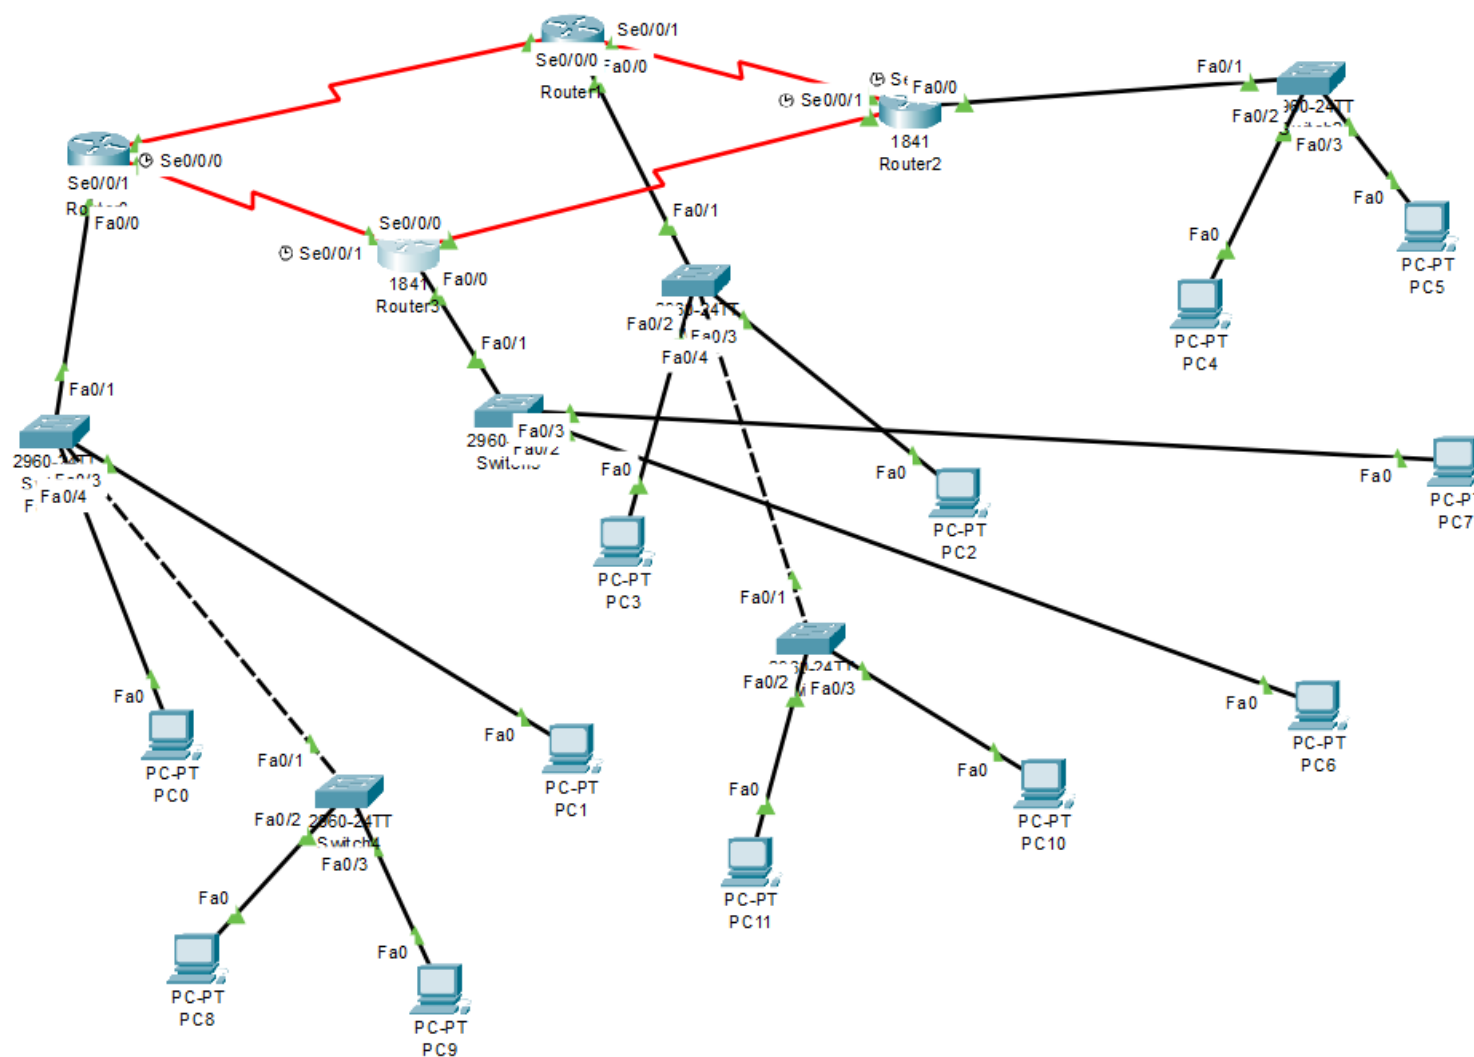 Se0/0/1
Se0/0/0
Fa0/0
Router1
Se0/0/1
Fa0/0
1841
Router2
Fa0/1
Fa0/2
Fa0/3
Fa0
PC-PT
PC5
Fa0
PC-PT
PC4
Se0/0/0
Se0/0/1
Fa0/0
Se0/0/0
Se0/0/1
Fa0/0
1841
Router3
Fa0/1
Fa0/2
Fa0/3
Fa0/4
Fa0/1
Fa0/3
Fa0/2
2960-
Fa0/1
Fa0/4
Fa0
PC-PT
PC7
Fa0
PC-PT
PC2
Fa0
PC-PT
PC3
Fa0/1
Fa0/2
Fa0/3
Fa0
PC-PT
PC6
Fa0
PC-PT
PC0
Fa0
PC-PT
PC1
Fa0/1
Fa0/2
2960-24TT
Switch4
Fa0/3
Fa0
PC-PT
PC10
Fa0
PC-PT
PC11
Fa0
PC-PT
PC8
Fa0
PC-PT
PC9